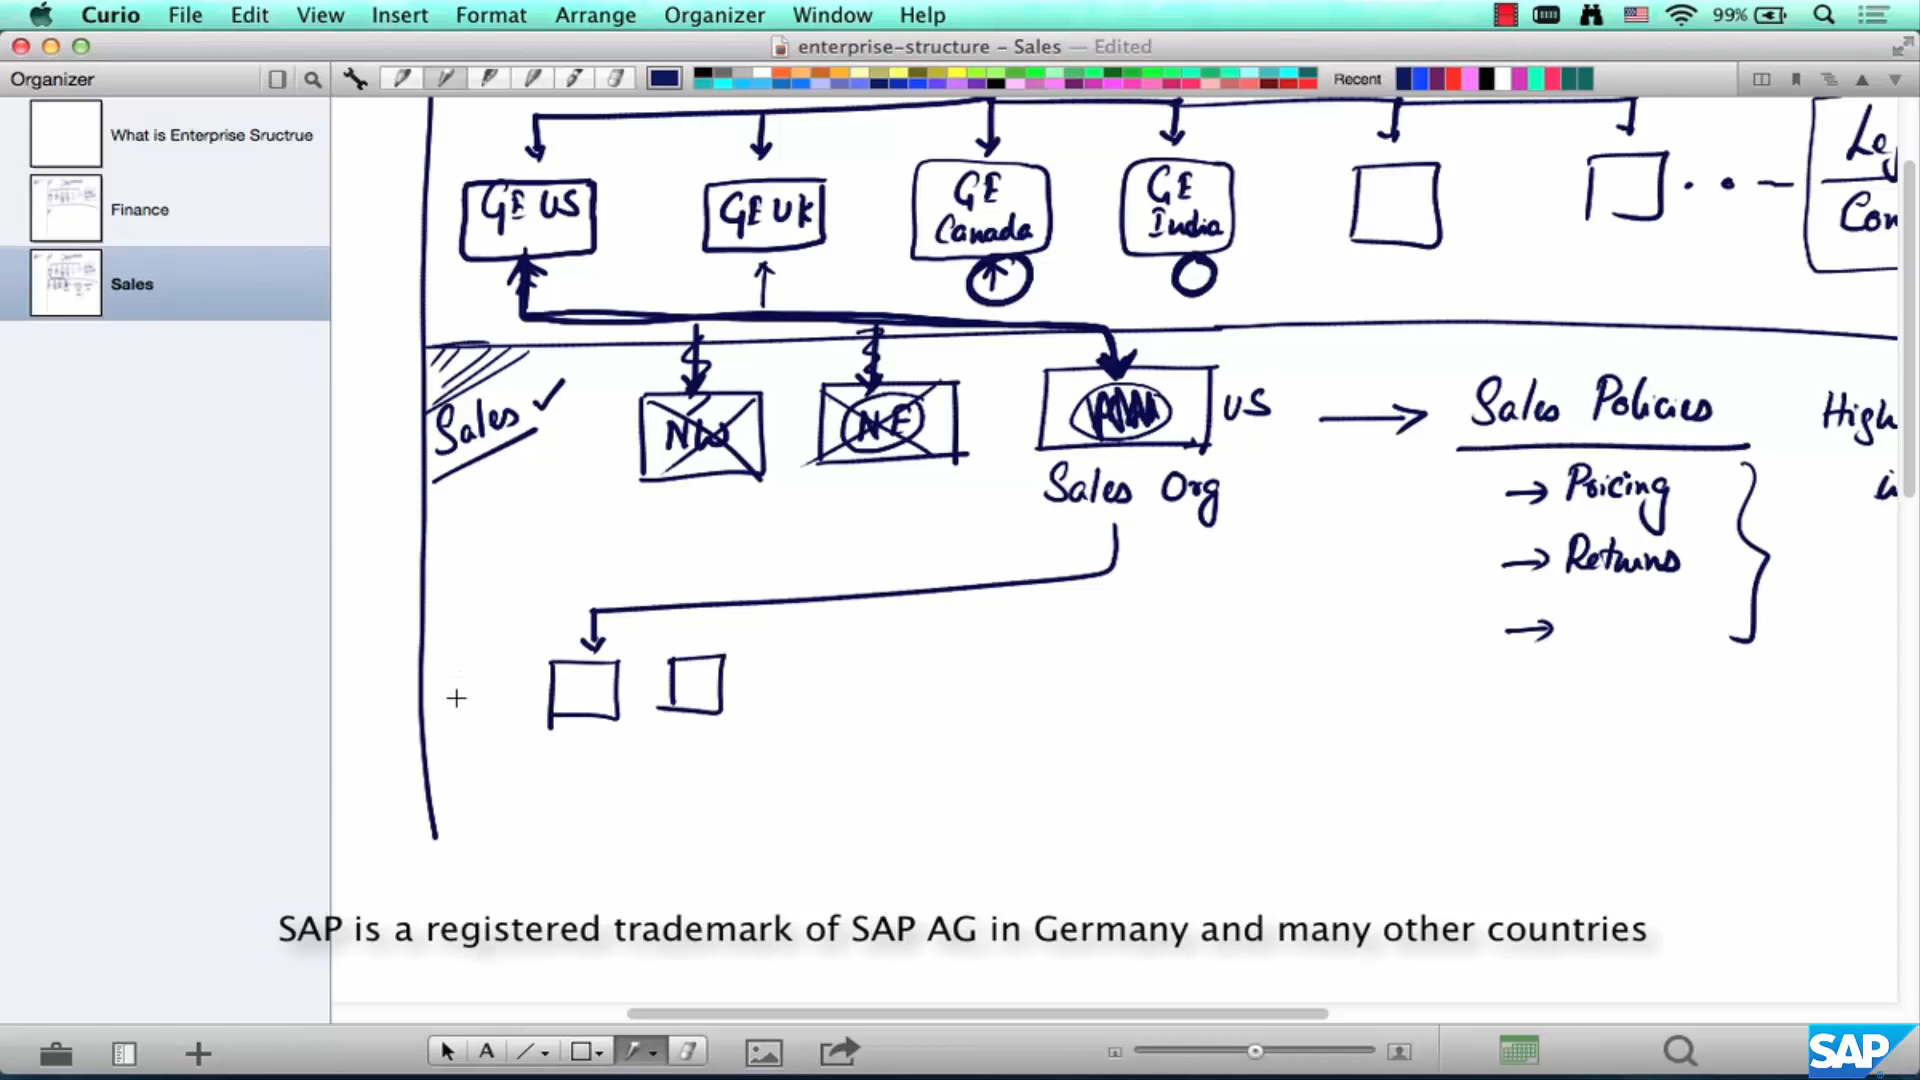 Curio File Edit View Insert Format Arrange Organizer Window Help 99%
enterprise-structure – Sales — Edited
Organizer
Recent
What is Enterprise Sructrue
Finance
Sales
GE US
GE UK
GE Canada
GE India
Sales
NW
NE
US
Sales Org
Sales Policies
Pricing
Returns
High
SAP is a registered trademark of SAP AG in Germany and many other countries
A
SAP